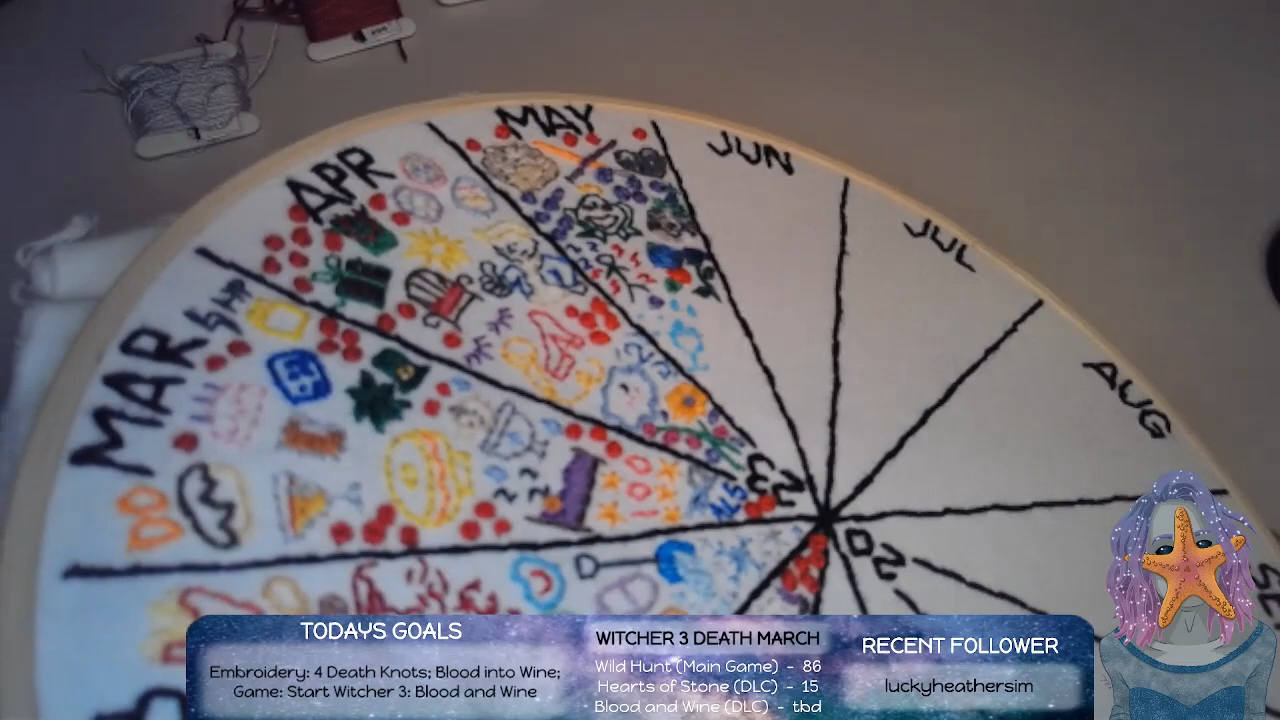 MAY
JUN
APR
JUL
MAR
AUG
23
20
TODAYS GOALS
Embroidery: 4 Death Knots; Blood into Wine;
Game: Start Witcher 3: Blood and Wine
WITCHER 3 DEATH MARCH
Wild Hunt (Main Game) - 86
Hearts of Stone (DLC) - 15
Blood and Wine (DLC) - tbd
RECENT FOLLOWER
luckyheathersim